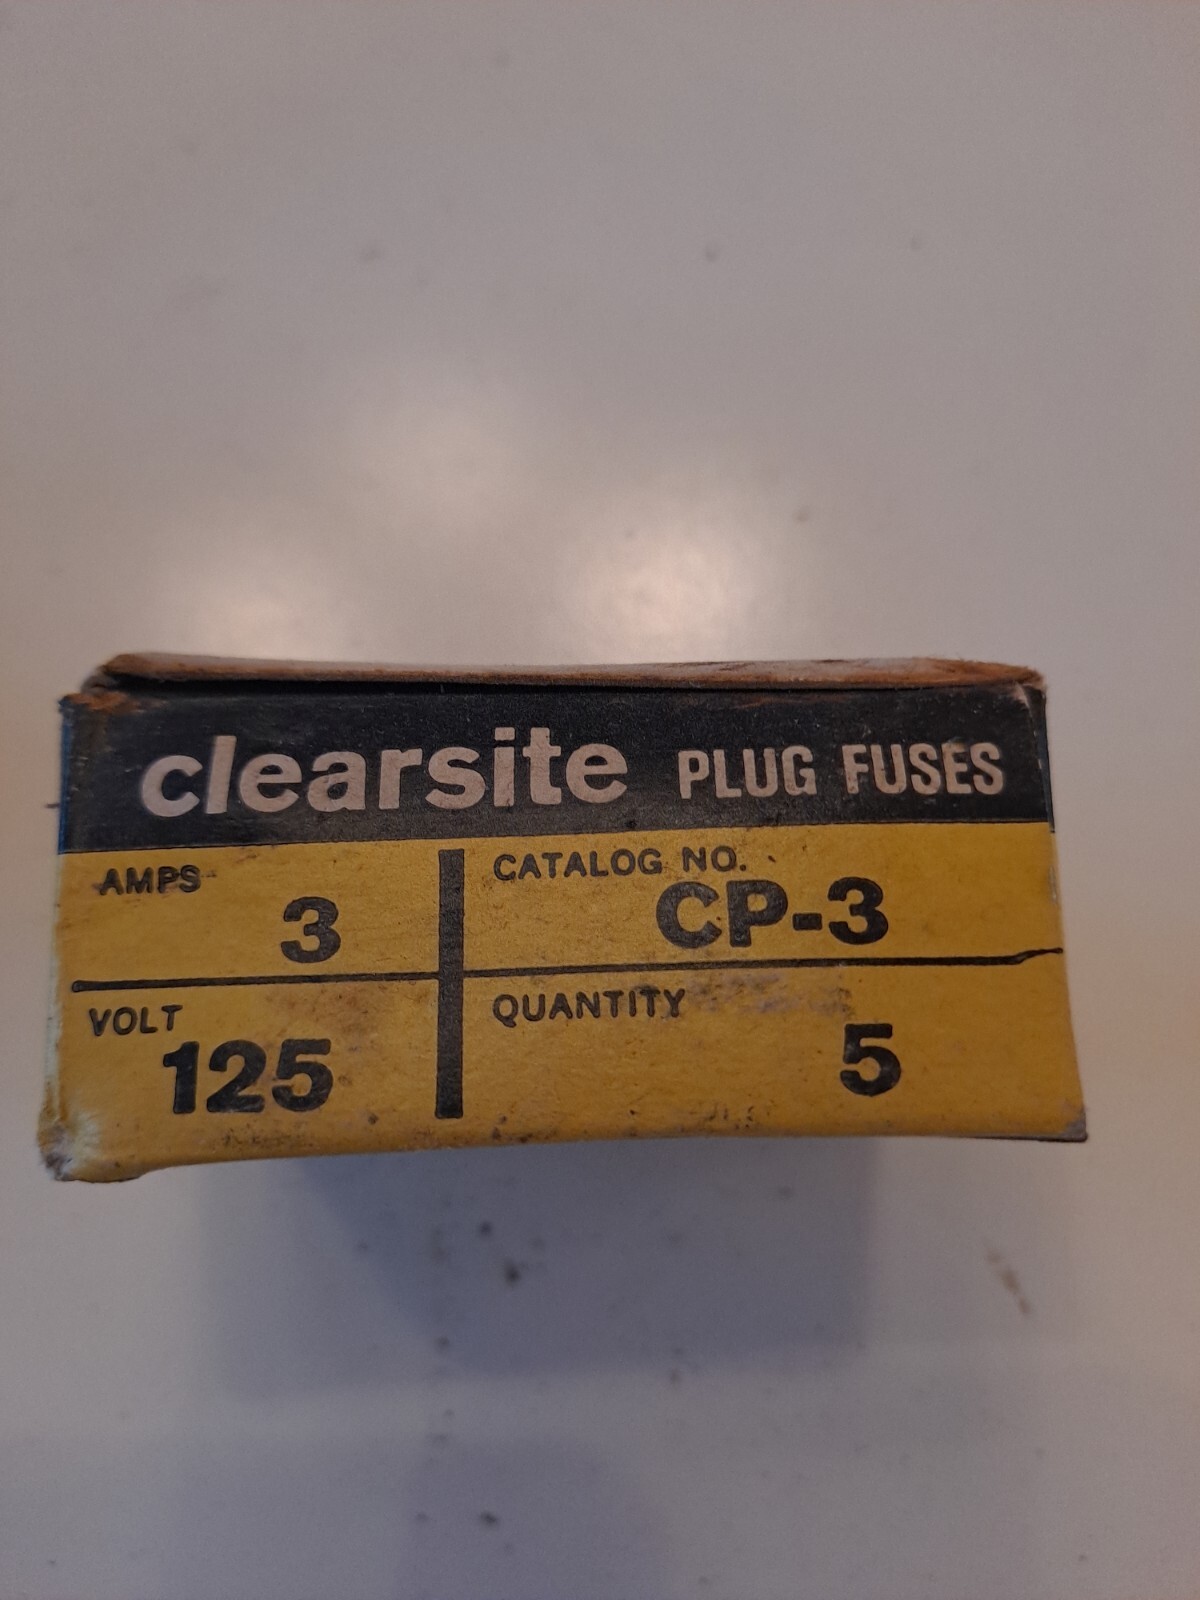 clearsite PLUG FUSES
AMPS
3
CATALOG NO.
CP-3
VOLT
125
QUANTITY
5